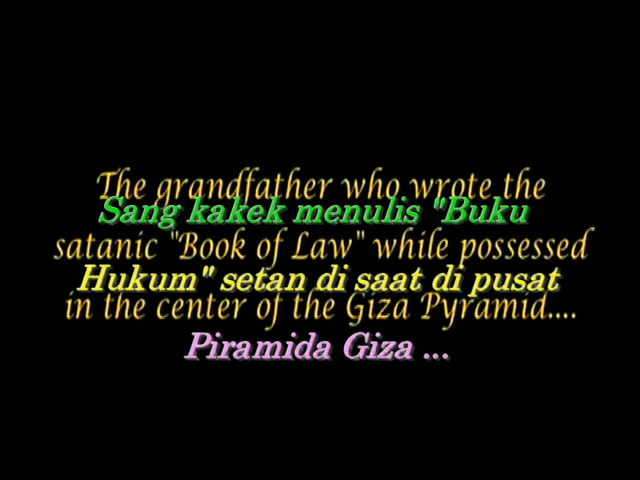 The grandfather who wrote the
Sang kakek menulis "Buku
satanic "Book of Law" while possessed
Hukum" setan di saat di pusat
in the center of the Giza Pyramid....
Piramida Giza ...